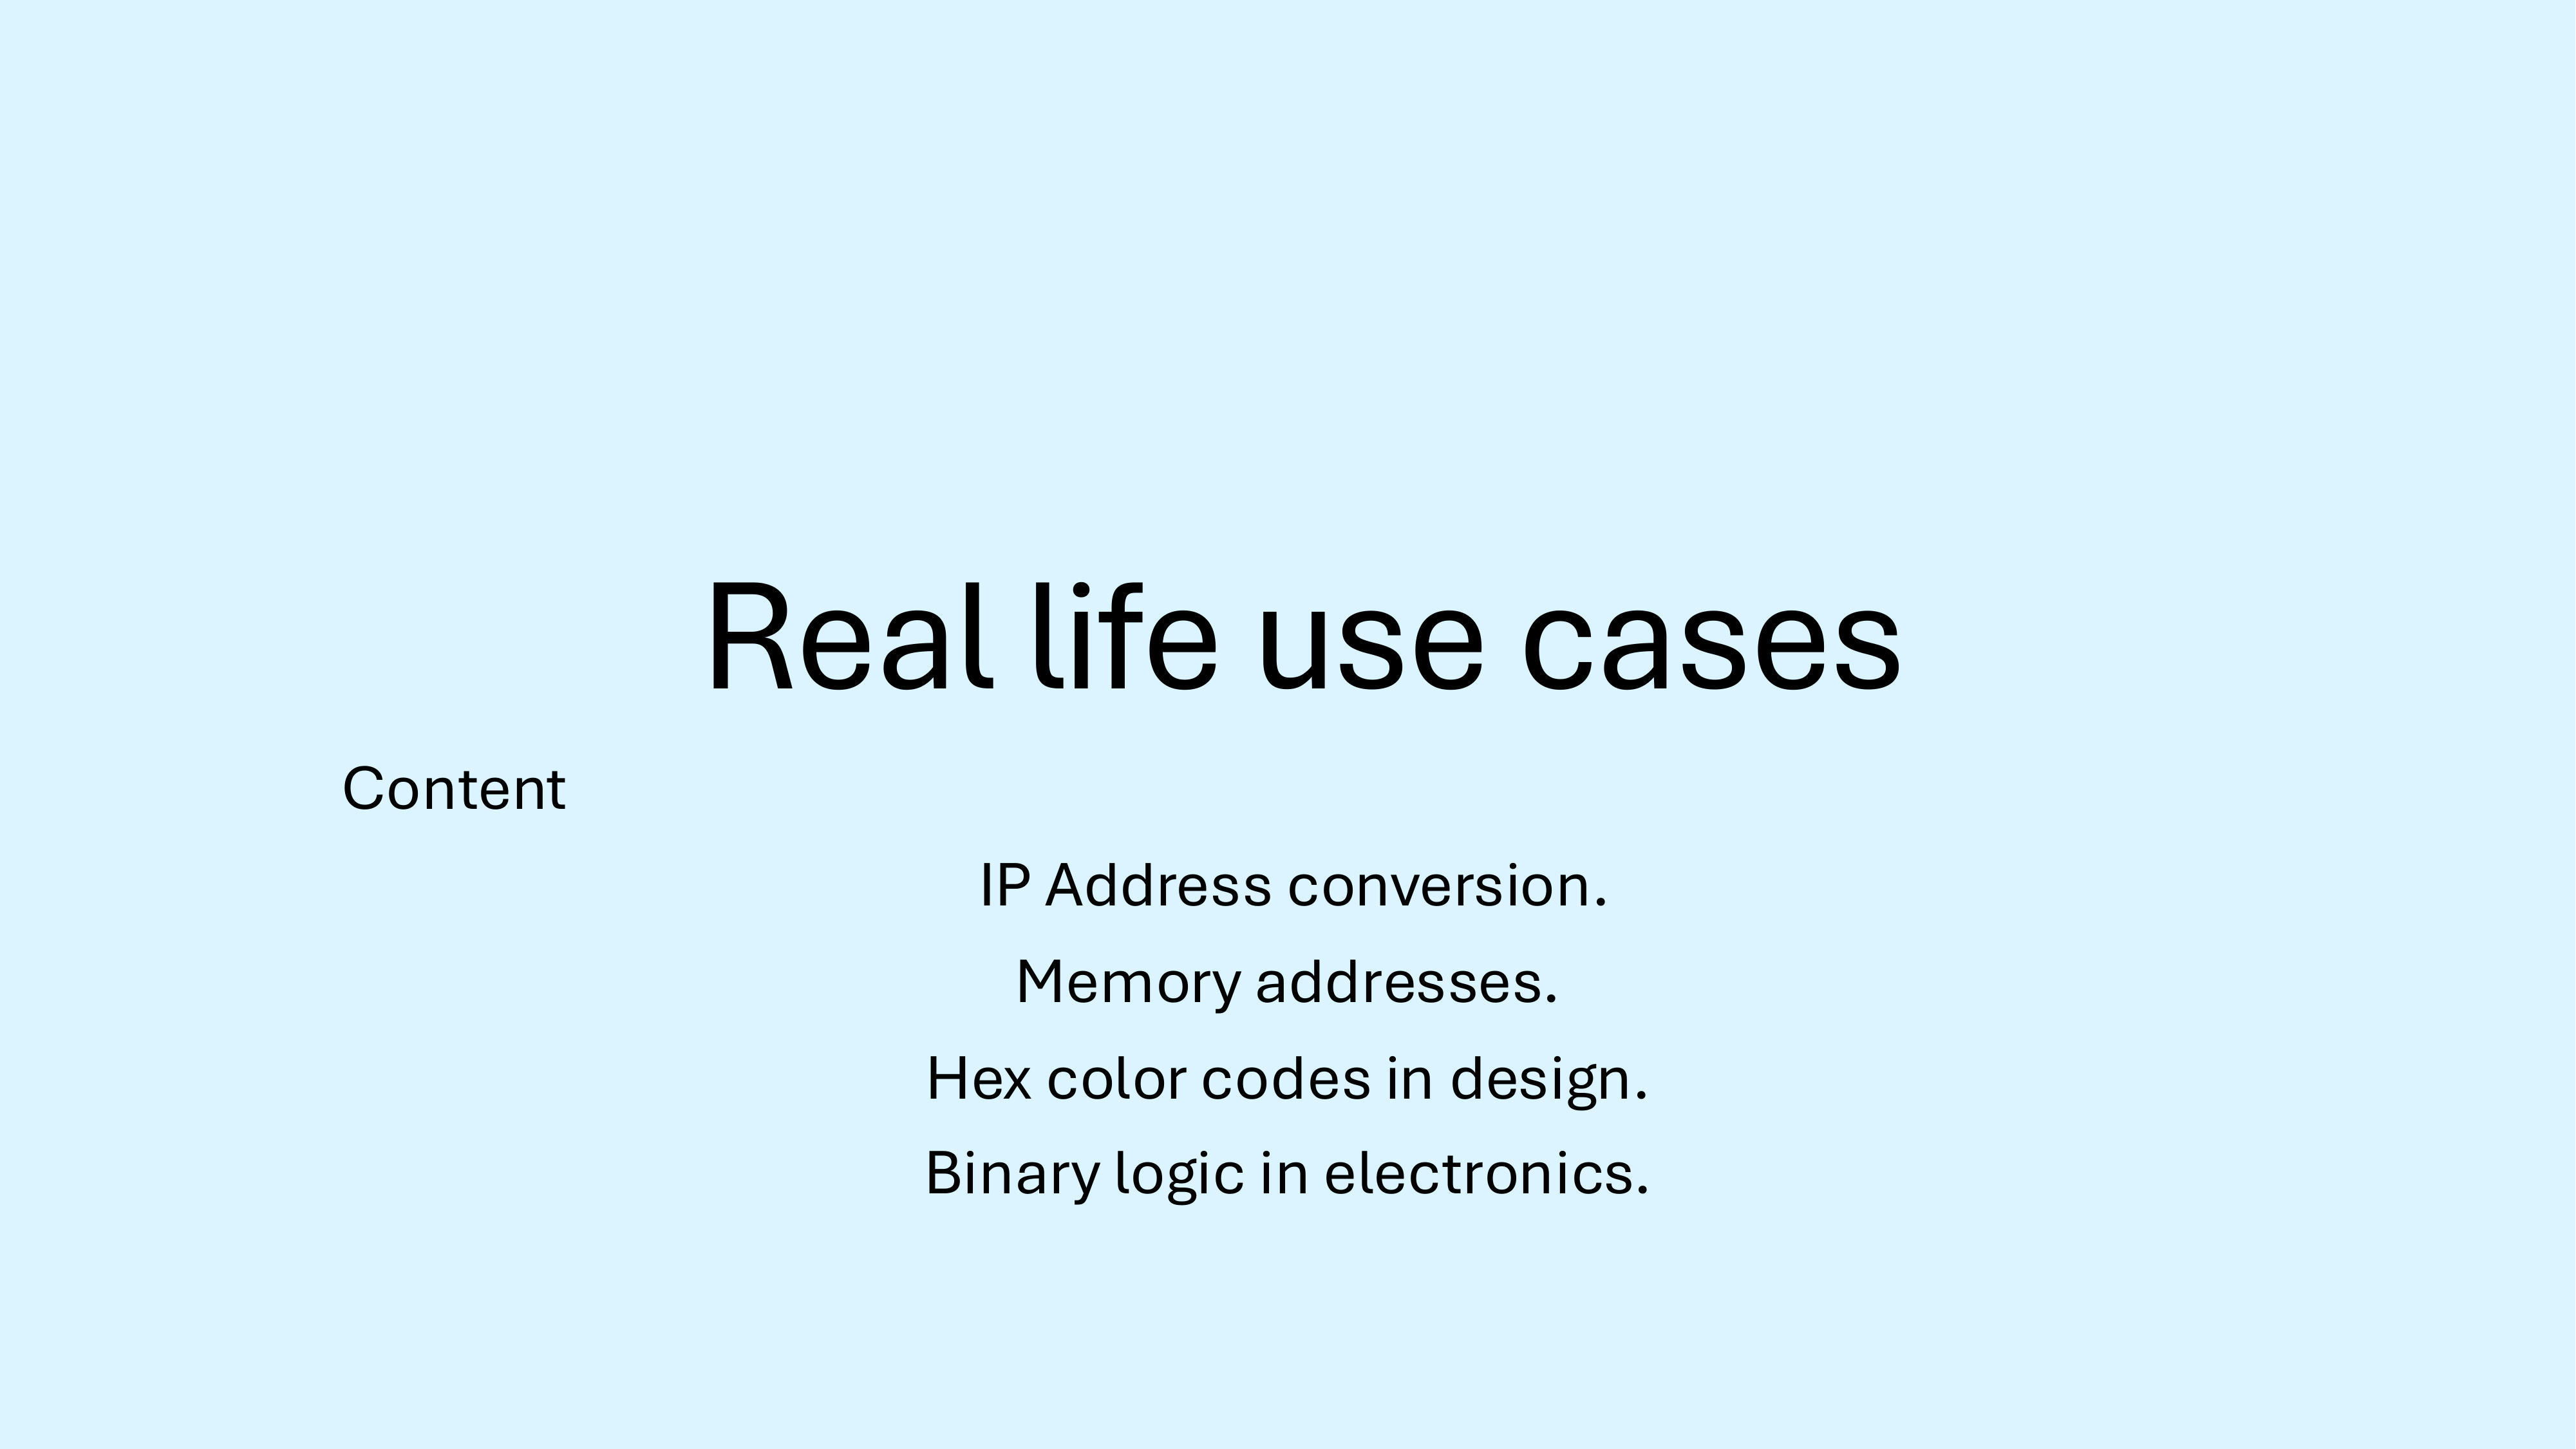 Real life use cases
Content
IP Address conversion.
Memory addresses.
Hex color codes in design.
Binary logic in electronics.